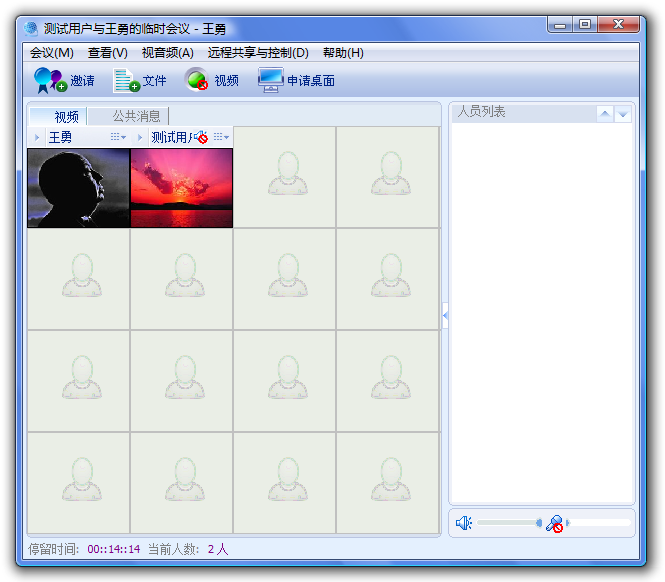 测试用户与王勇的临时会议 - 王勇
会议(M) 查看(V) 视音频(A) 远程共享与控制(D) 帮助(H)
邀请 文件 视频 申请桌面
视频 公共消息 人员列表
王勇 测试用户
停留时间: 00::14::14 当前人数: 2 人